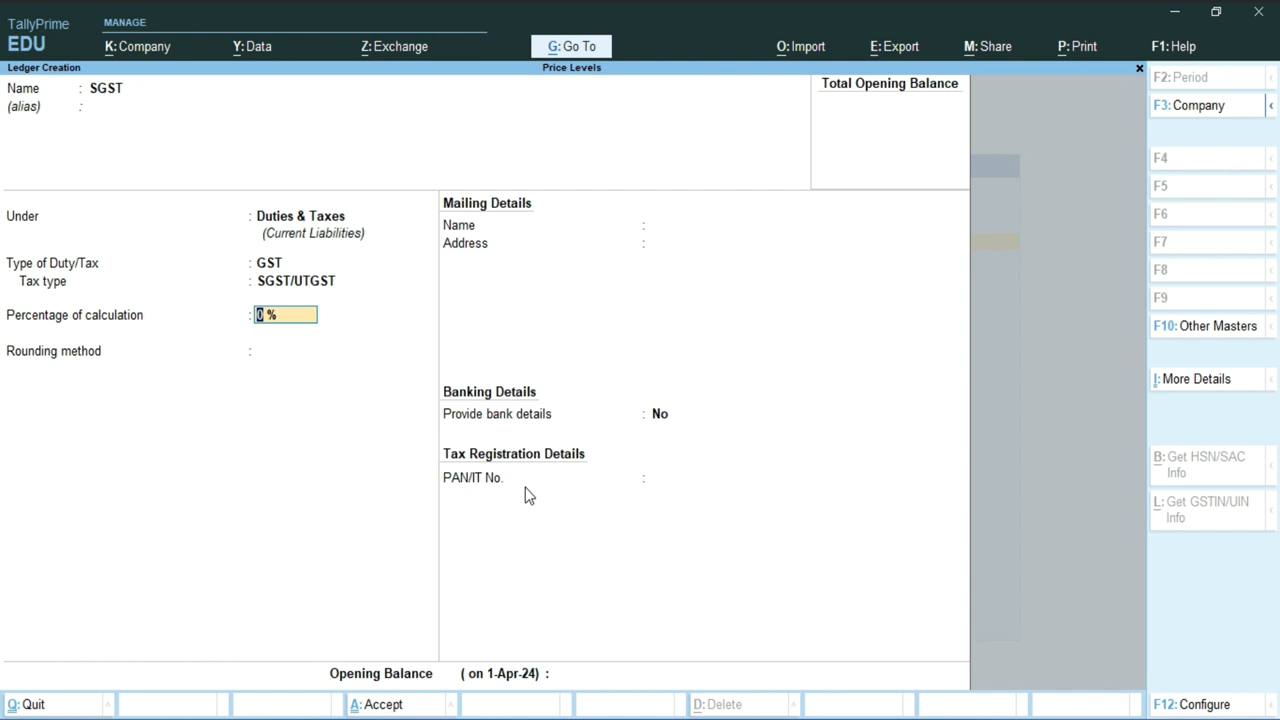 TallyPrime
EDU
MANAGE
K: Company
Y: Data
Z: Exchange
G: Go To
O: Import
E: Export
M: Share
P: Print
F1: Help
Ledger Creation
Price Levels
Name : SGST
(alias) :
Total Opening Balance
Under : Duties & Taxes
(Current Liabilities)
Type of Duty/Tax : GST
Tax type : SGST/UTGST
Percentage of calculation : 0 %
Rounding method :
Mailing Details
Name :
Address :
Banking Details
Provide bank details : No
Tax Registration Details
PAN/IT No. :
Opening Balance ( on 1-Apr-24) :
F2: Period
F3: Company
F4
F5
F6
F7
F8
F9
F10: Other Masters
I: More Details
B: Get HSN/SAC
Info
L: Get GSTIN/UIN
Info
Q: Quit
A: Accept
D: Delete
F12: Configure